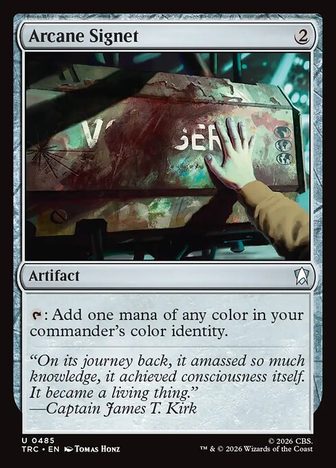 Arcane Signet 2
V GER
Artifact
: Add one mana of any color in your
commander's color identity.
"On its journey back, it amassed so much
knowledge, it achieved consciousness itself.
It became a living thing."
—Captain James T. Kirk
U 0485
TRC • EN Tomas Honz
© 2026 CBS.
™ & © 2026 Wizards of the Coast